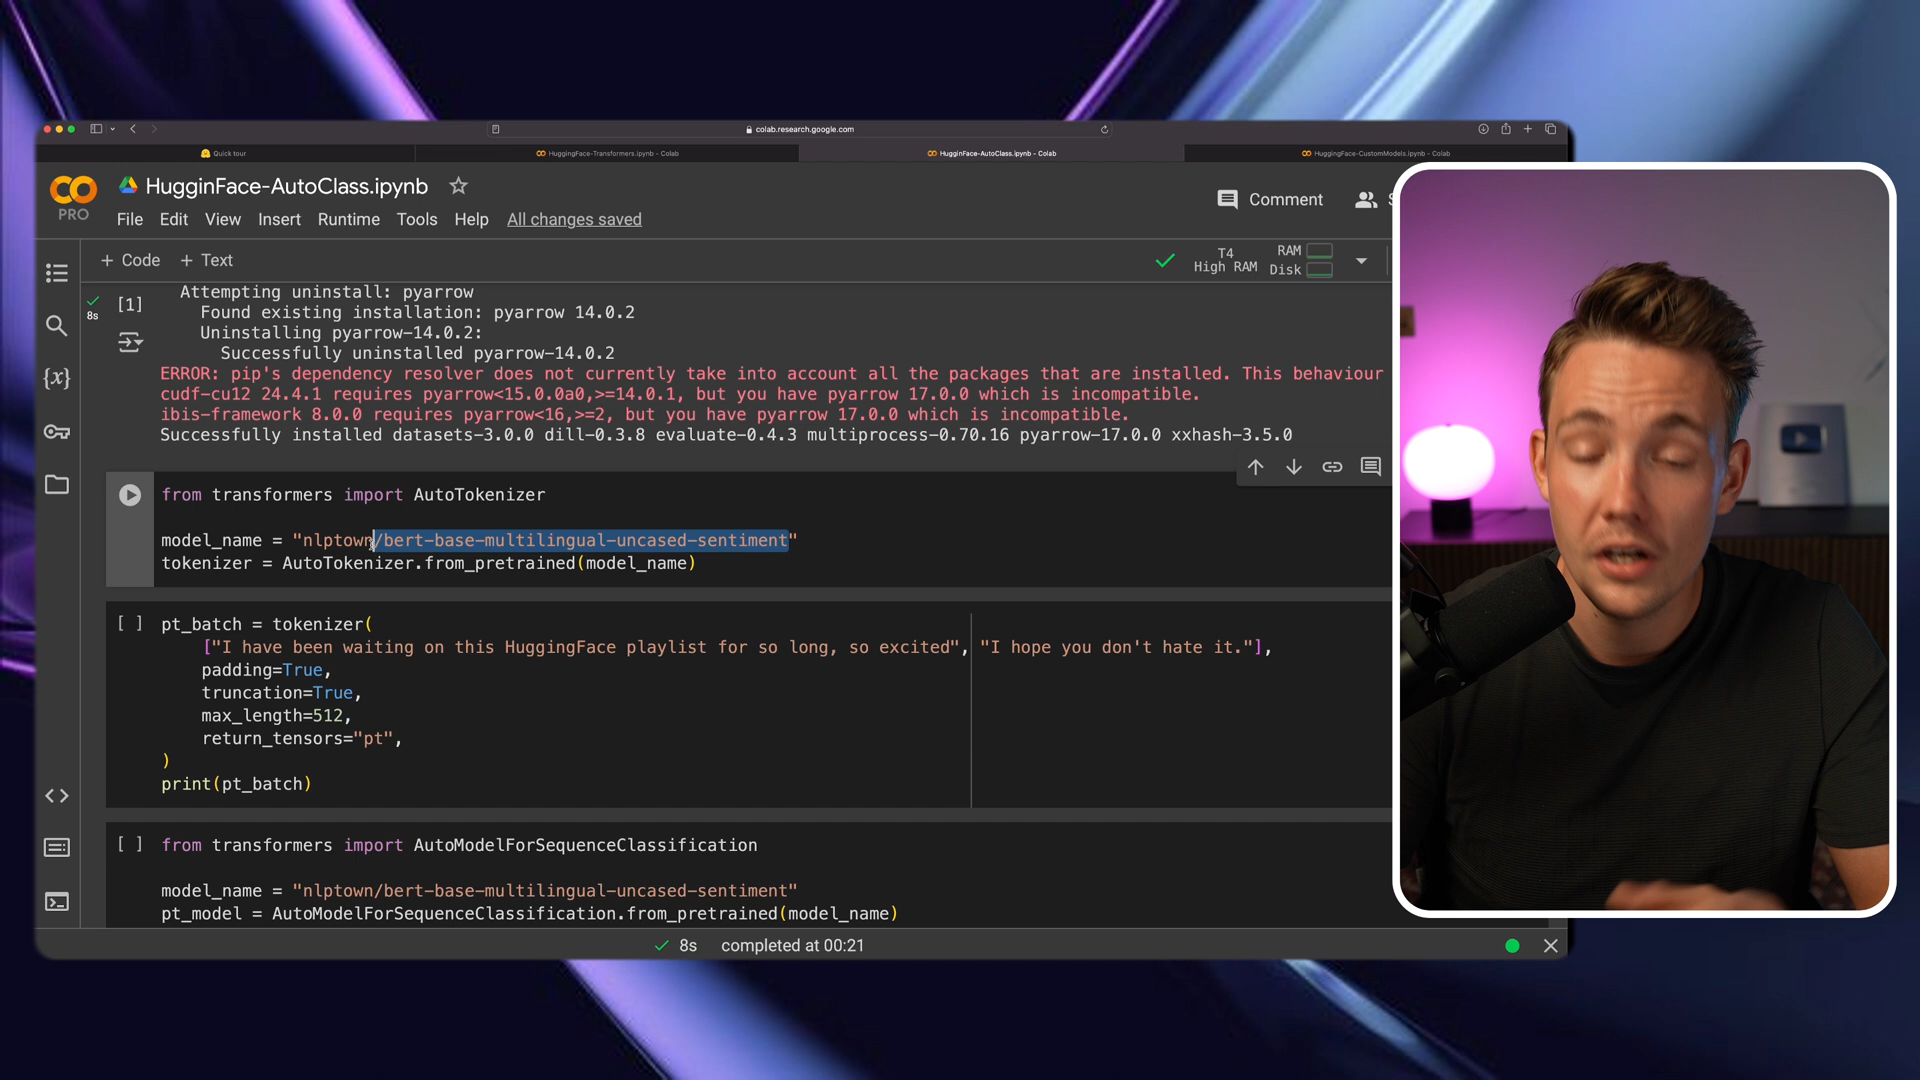 colab.research.google.com
Quick tour
HuggingFace-Transformers.ipynb - Colab
HugginFace-AutoClass.ipynb - Colab
HuggingFace-CustomModels.ipynb - Colab
PRO
HugginFace-AutoClass.ipynb
Comment
S
File Edit View Insert Runtime Tools Help All changes saved
+ Code + Text
T4
High RAM
RAM
Disk
8s
[1]
Attempting uninstall: pyarrow
Found existing installation: pyarrow 14.0.2
Uninstalling pyarrow-14.0.2:
Successfully uninstalled pyarrow-14.0.2
ERROR: pip's dependency resolver does not currently take into account all the packages that are installed. This behaviour
cudf-cu12 24.4.1 requires pyarrow<15.0.0a0,>=14.0.1, but you have pyarrow 17.0.0 which is incompatible.
ibis-framework 8.0.0 requires pyarrow<16,>=2, but you have pyarrow 17.0.0 which is incompatible.
Successfully installed datasets-3.0.0 dill-0.3.8 evaluate-0.4.3 multiprocess-0.70.16 pyarrow-17.0.0 xxhash-3.5.0
from transformers import AutoTokenizer
model_name = "nlptown/bert-base-multilingual-uncased-sentiment"
tokenizer = AutoTokenizer.from_pretrained(model_name)
[ ] pt_batch = tokenizer(
["I have been waiting on this HuggingFace playlist for so long, so excited", "I hope you don't hate it."],
padding=True,
truncation=True,
max_length=512,
return_tensors="pt",
)
print(pt_batch)
[ ] from transformers import AutoModelForSequenceClassification
model_name = "nlptown/bert-base-multilingual-uncased-sentiment"
pt_model = AutoModelForSequenceClassification.from_pretrained(model_name)
8s completed at 00:21